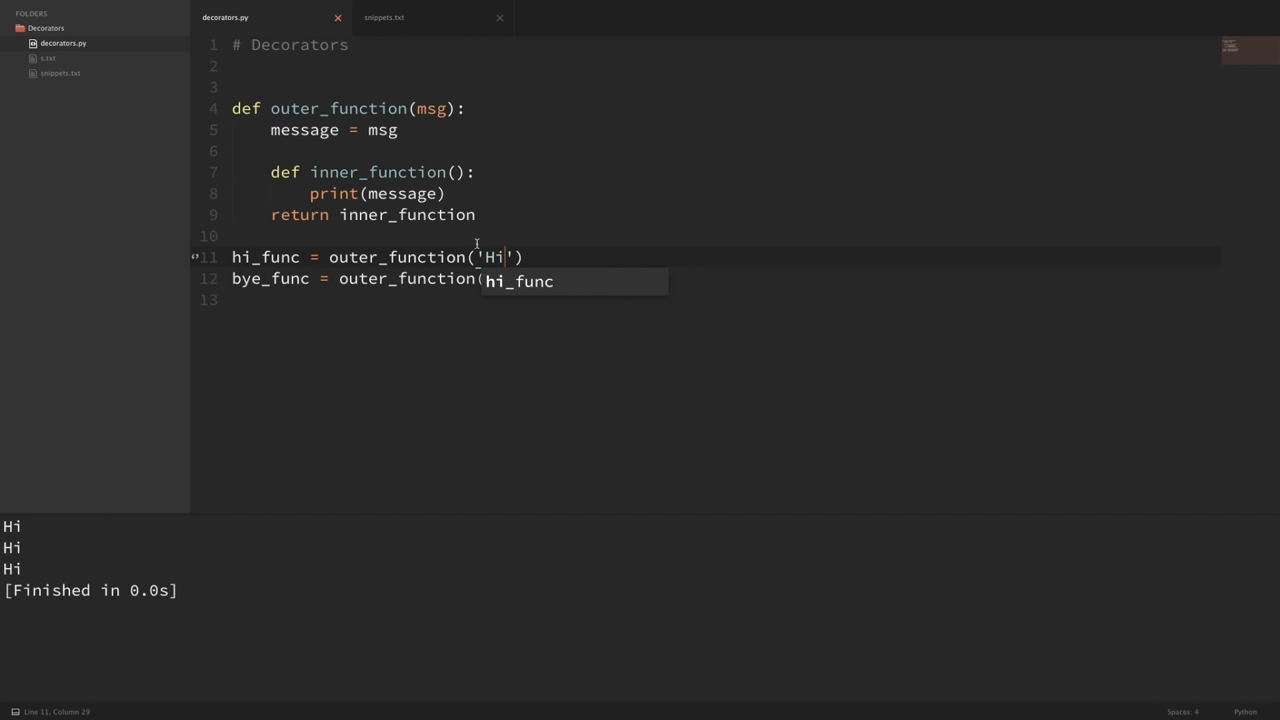 FOLDERS
Decorators
decorators.py
s.txt
snippets.txt
decorators.py
snippets.txt
1 # Decorators
2
3
4 def outer_function(msg):
5     message = msg
6
7     def inner_function():
8         print(message)
9     return inner_function
10
11 hi_func = outer_function('Hi')
12 bye_func = outer_function(
hi_func
13
Hi
Hi
Hi
[Finished in 0.0s]
Line 11, Column 29
Spaces: 4
Python